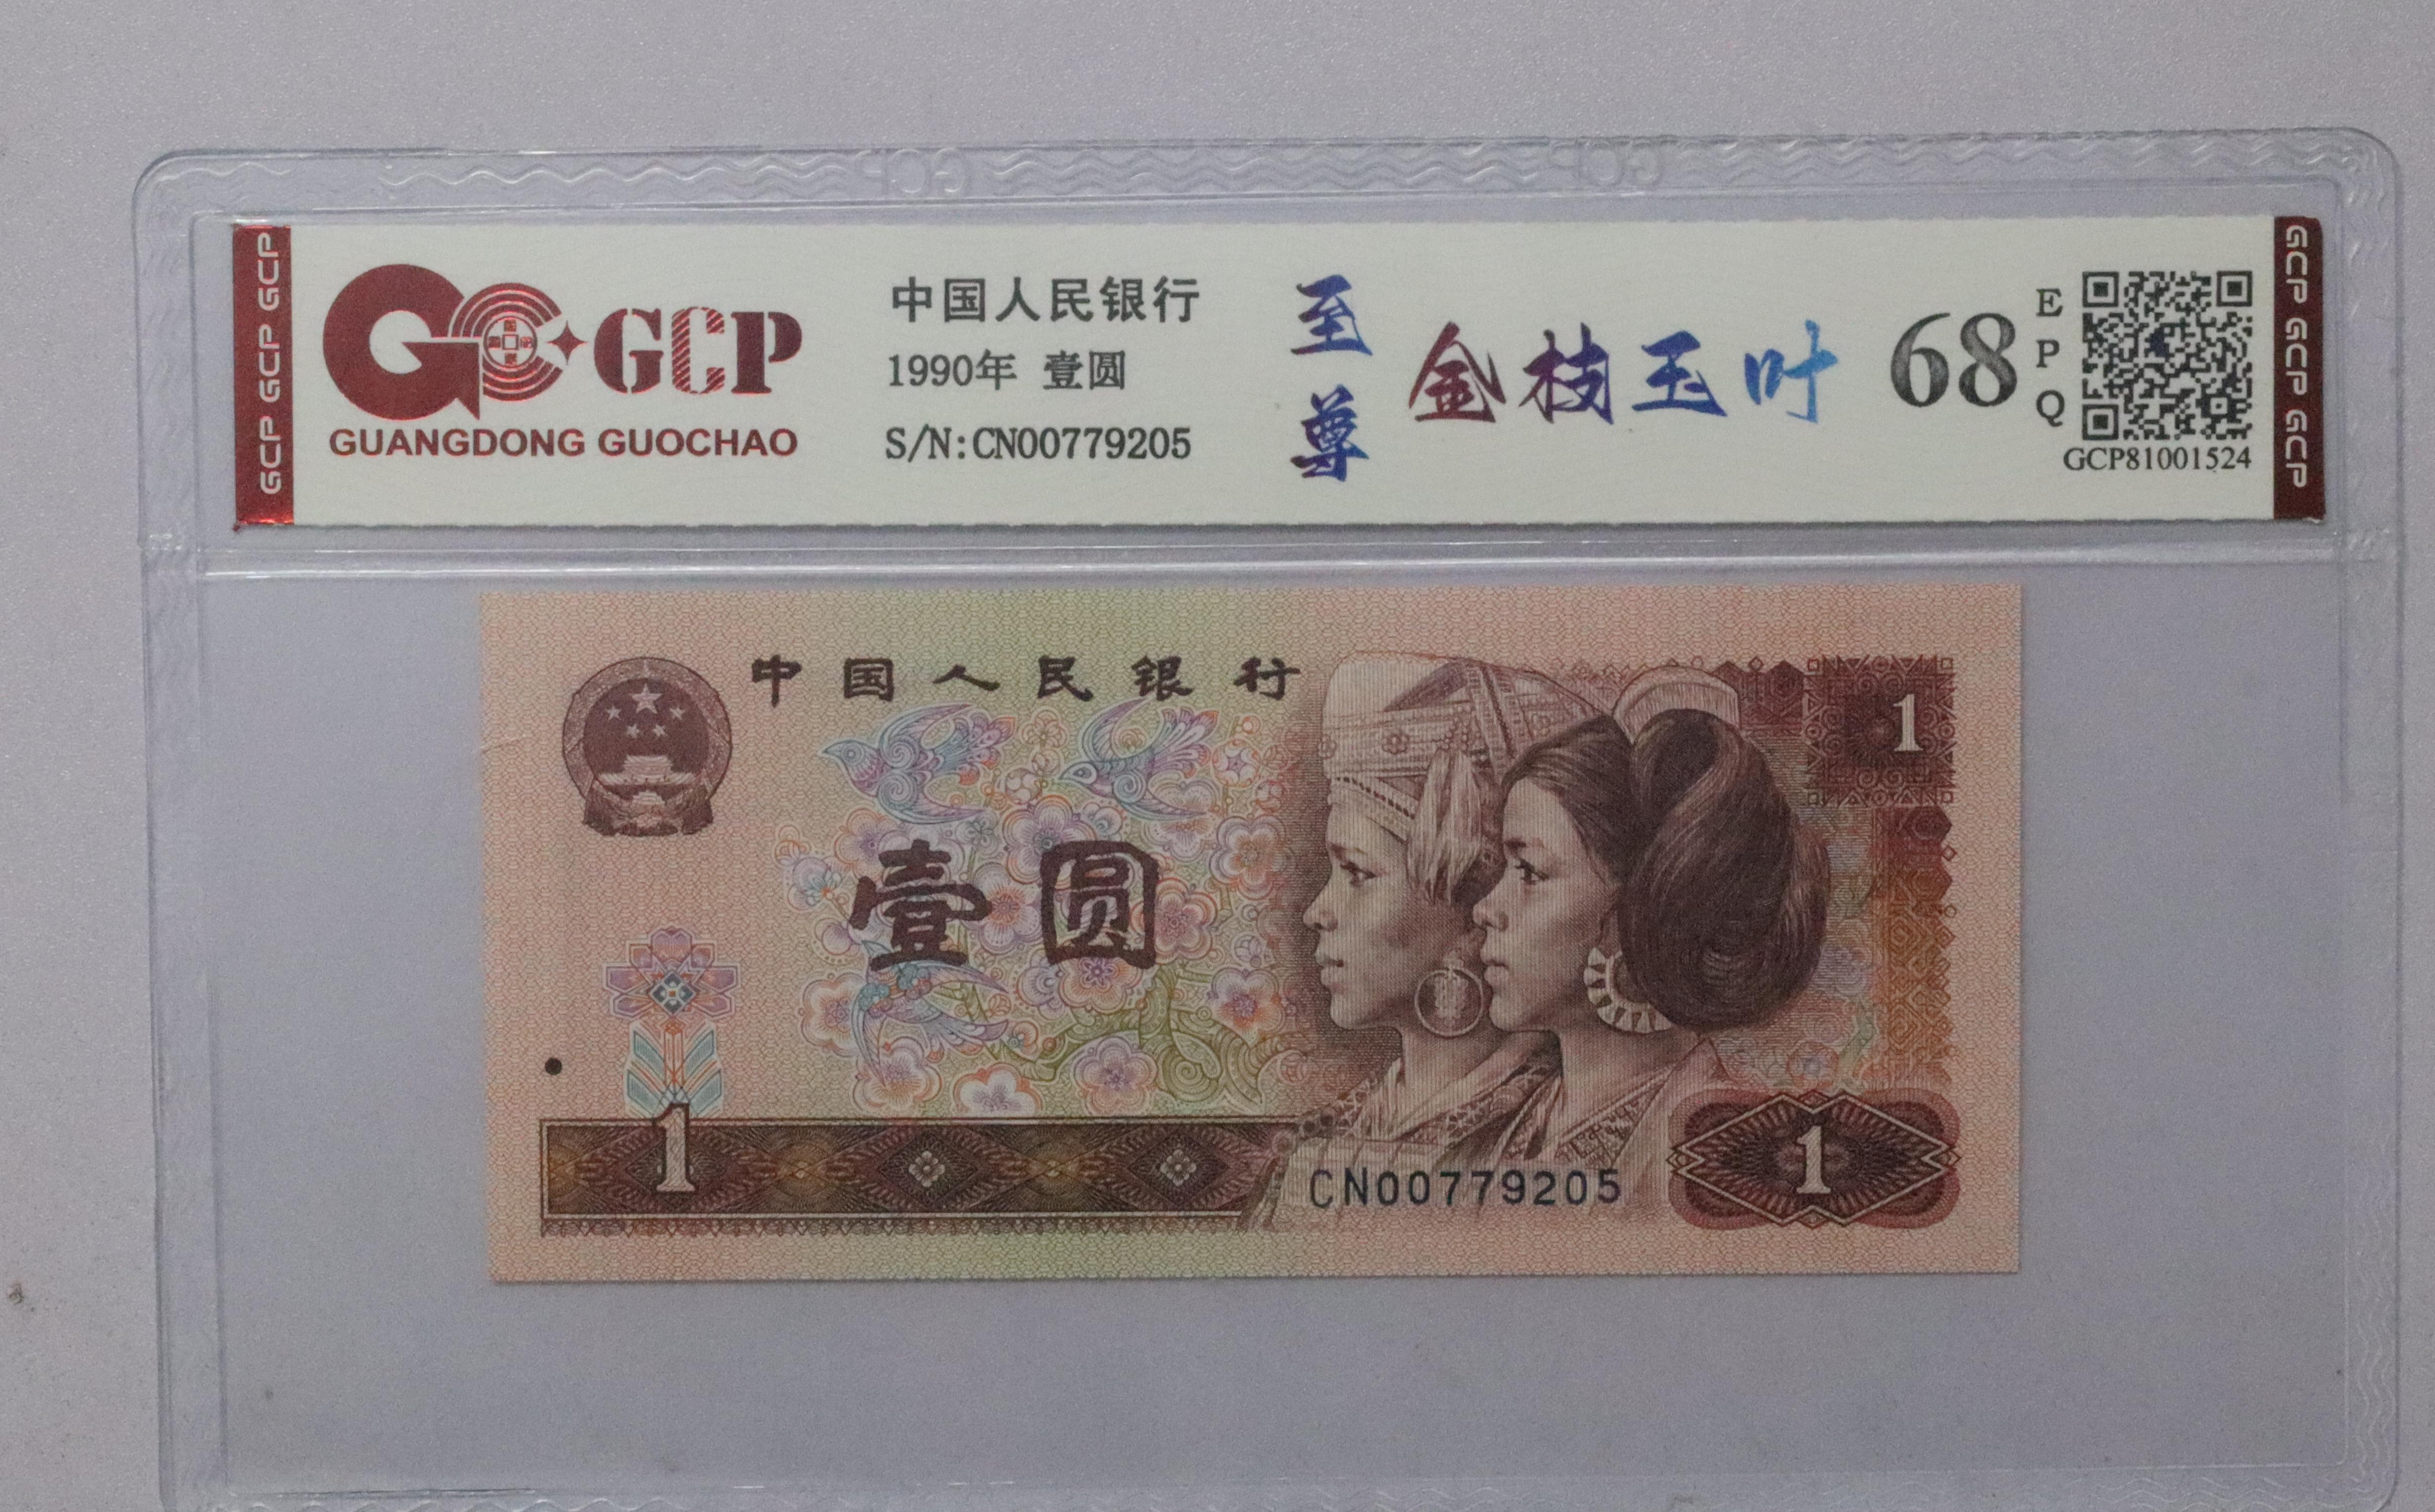 GCP GCP GCP
GCP
GUANGDONG GUOCHAO
中国人民银行
1990年 壹圆
S/N:CN00779205
至尊
金枝玉叶
68
EPQ
GCP81001524
GCP GCP GCP
中国人民银行
1
壹圆
1
1
CN00779205